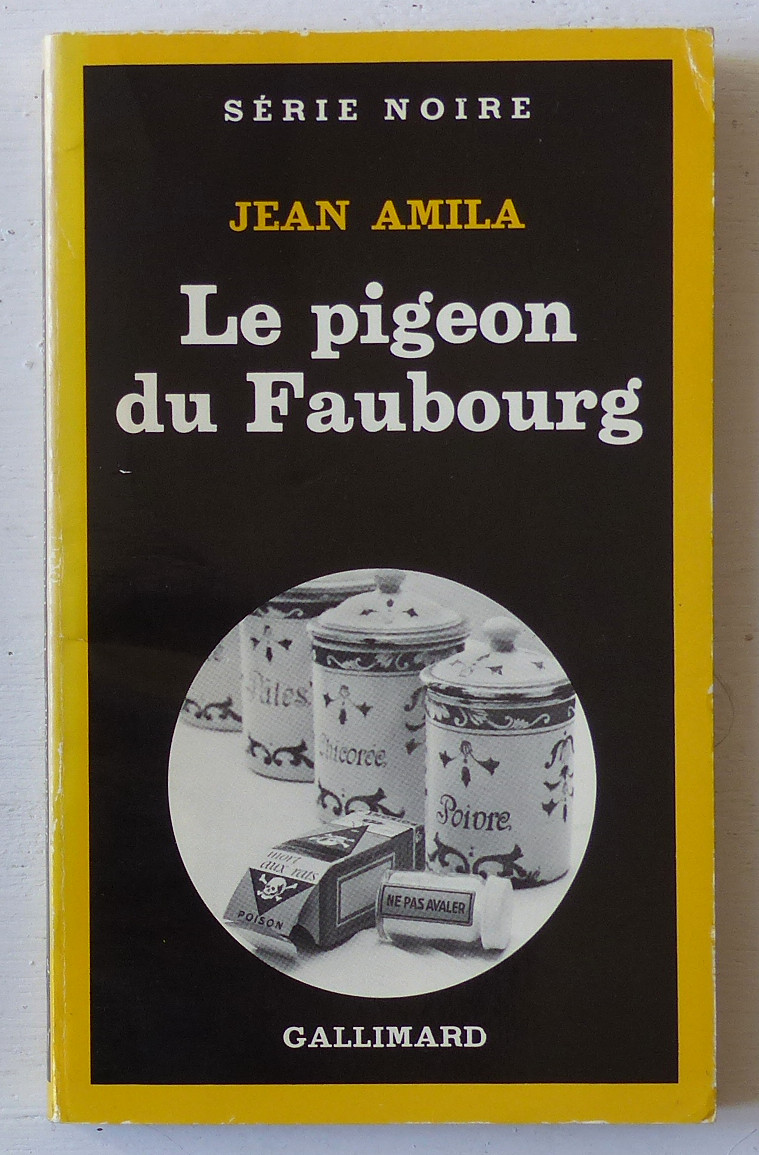 SÉRIE NOIRE
JEAN AMILA
Le pigeon
du Faubourg
Pâtes
Chicorée
Poivre
mort
aux rats
POISON
NE PAS AVALER
GALLIMARD